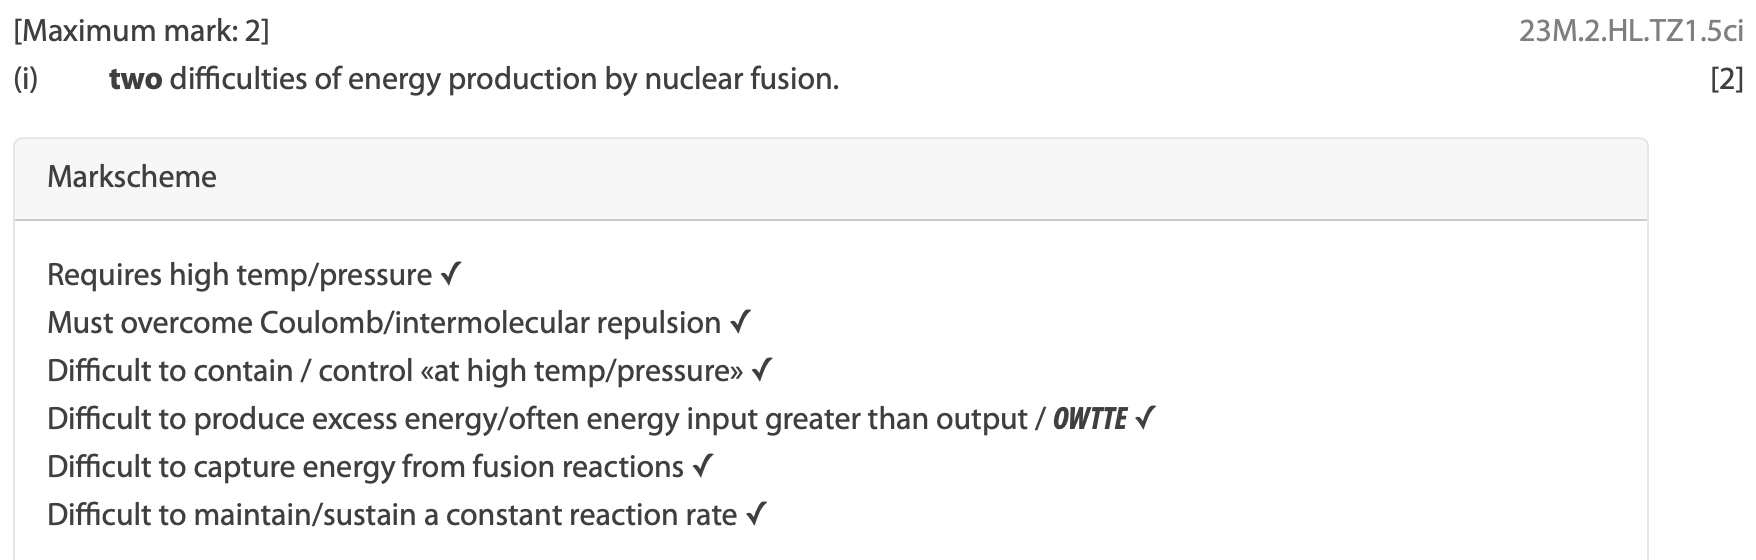 [Maximum mark: 2] 23M.2.HL.TZ1.5ci
(i) two difficulties of energy production by nuclear fusion. [2]
Markscheme
Requires high temp/pressure ✓
Must overcome Coulomb/intermolecular repulsion ✓
Difficult to contain / control «at high temp/pressure» ✓
Difficult to produce excess energy/often energy input greater than output / OWTTE ✓
Difficult to capture energy from fusion reactions ✓
Difficult to maintain/sustain a constant reaction rate ✓